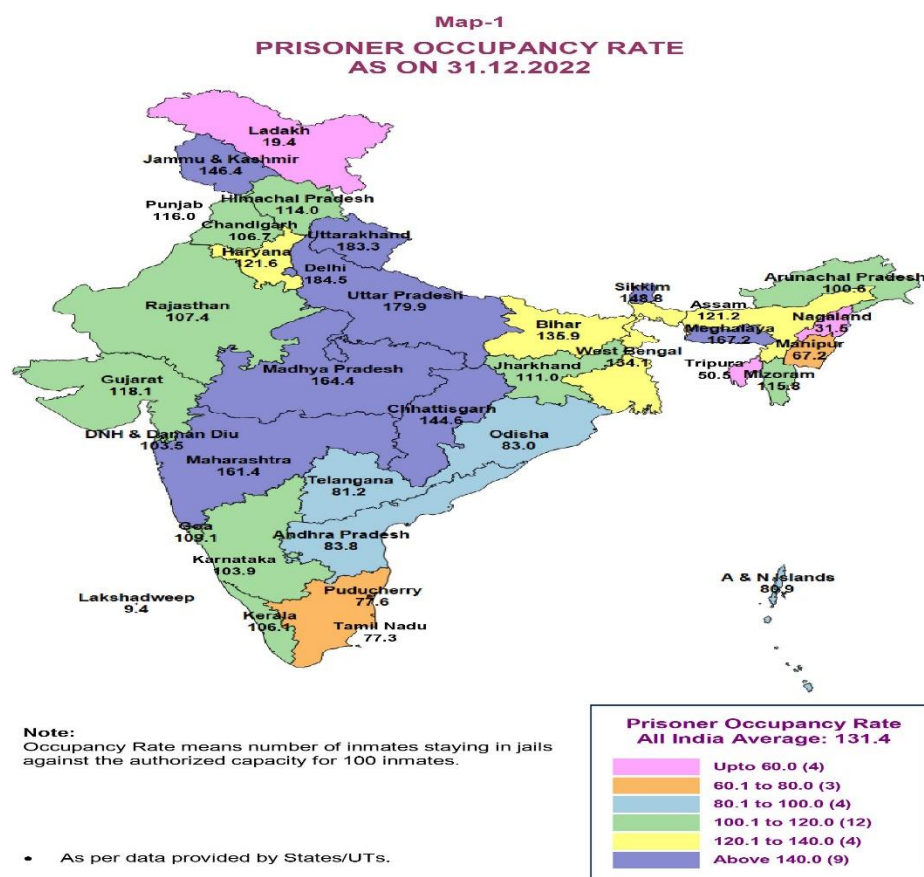 Map-1
PRISONER OCCUPANCY RATE
AS ON 31.12.2022
Ladakh
19.4
Jammu & Kashmir
146.4
Himachal Pradesh
114.0
Punjab
116.0
Chandigarh
106.7
Uttarakhand
183.3
Haryana
121.6
Delhi
184.5
Uttar Pradesh
179.9
Rajasthan
107.4
Sikkim
148.8
Arunachal Pradesh
100.6
Assam
121.2
Nagaland
31.5
Meghalaya
167.2
Manipur
67.2
Bihar
135.9
West Bengal
134.1
Tripura
50.5
Mizoram
115.8
Jharkhand
111.0
Madhya Pradesh
164.4
Gujarat
118.1
Chhattisgarh
144.6
DNH & Daman Diu
103.5
Odisha
83.0
Maharashtra
161.4
Telangana
81.2
Goa
109.1
Andhra Pradesh
83.8
Karnataka
103.9
A & N Islands
80.9
Lakshadweep
9.4
Puducherry
77.6
Kerala
106.1
Tamil Nadu
77.3
Note:
Occupancy Rate means number of inmates staying in jails
against the authorized capacity for 100 inmates.
• As per data provided by States/UTs.
Prisoner Occupancy Rate
All India Average: 131.4
Upto 60.0 (4)
60.1 to 80.0 (3)
80.1 to 100.0 (4)
100.1 to 120.0 (12)
120.1 to 140.0 (4)
Above 140.0 (9)